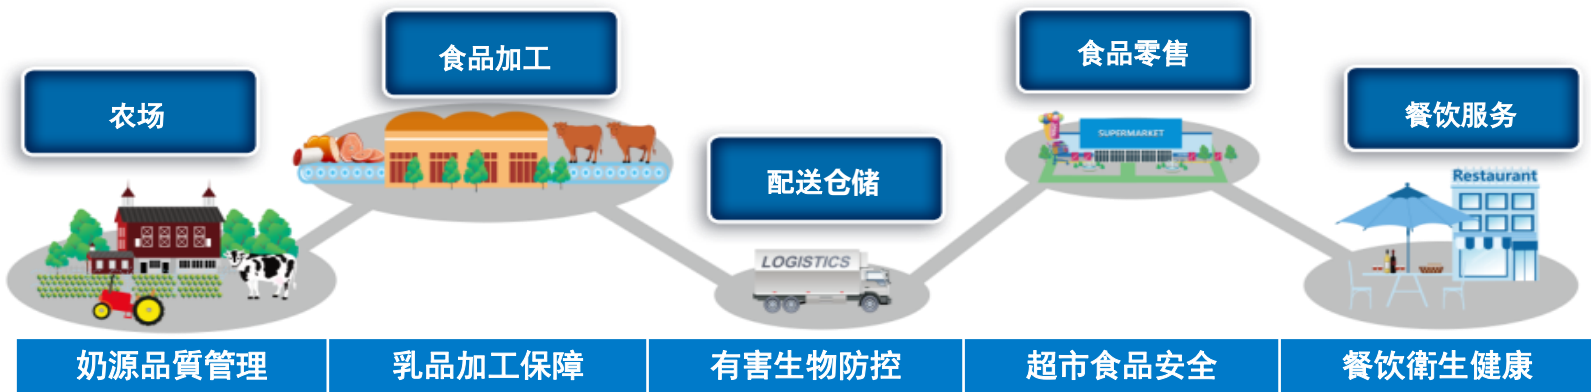 农场
食品加工
配送仓储
食品零售
餐饮服务
SUPERMARKET
Restaurant
LOGISTICS
奶源品質管理
乳品加工保障
有害生物防控
超市食品安全
餐饮衛生健康